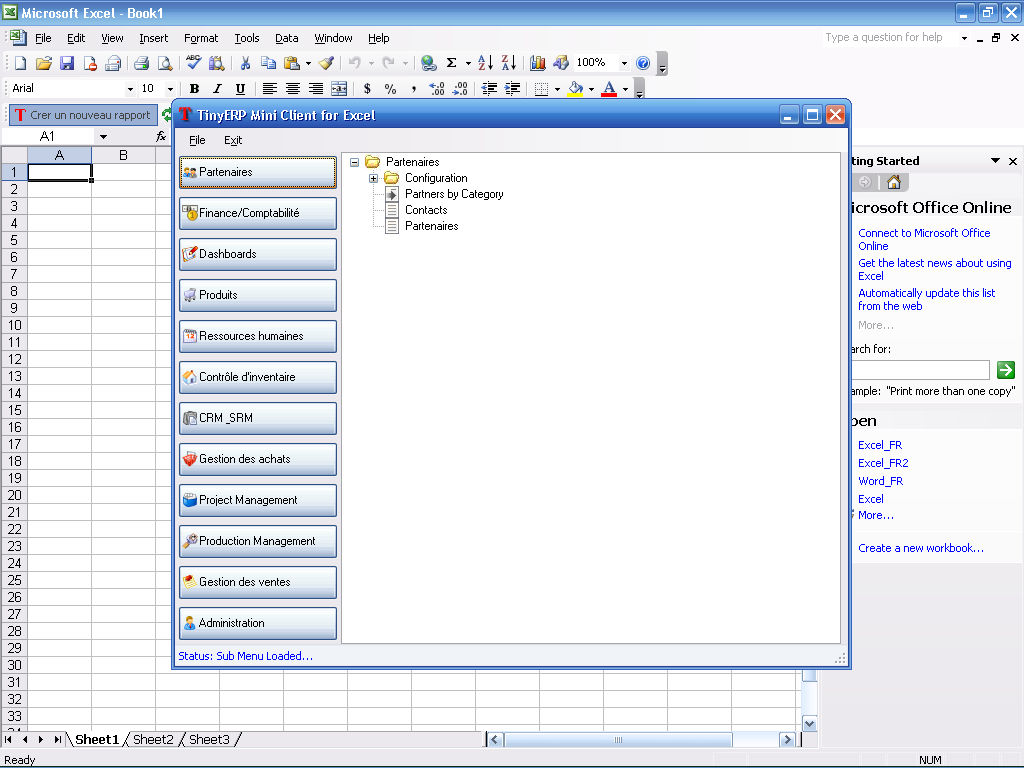 Microsoft Excel - Book1
File Edit View Insert Format Tools Data Window Help
Type a question for help
100%
Arial 10 B I U $ % ,
Crer un nouveau rapport
A1 fx
A B
1
2
3
4
5
6
7
8
9
10
11
12
13
14
15
16
17
18
19
20
21
22
23
24
25
26
27
28
29
30
31
32
33
TinyERP Mini Client for Excel
File Exit
Partenaires
Finance/Comptabilité
Dashboards
Produits
Ressources humaines
Contrôle d'inventaire
CRM _SRM
Gestion des achats
Project Management
Production Management
Gestion des ventes
Administration
Partenaires
Configuration
Partners by Category
Contacts
Partenaires
Status: Sub Menu Loaded...
ting Started
icrosoft Office Online
Connect to Microsoft Office
Online
Get the latest news about using
Excel
Automatically update this list
from the web
More...
arch for:
ample: "Print more than one copy"
pen
Excel_FR
Excel_FR2
Word_FR
Excel
More...
Create a new workbook...
Sheet1 Sheet2 Sheet3
Ready NUM